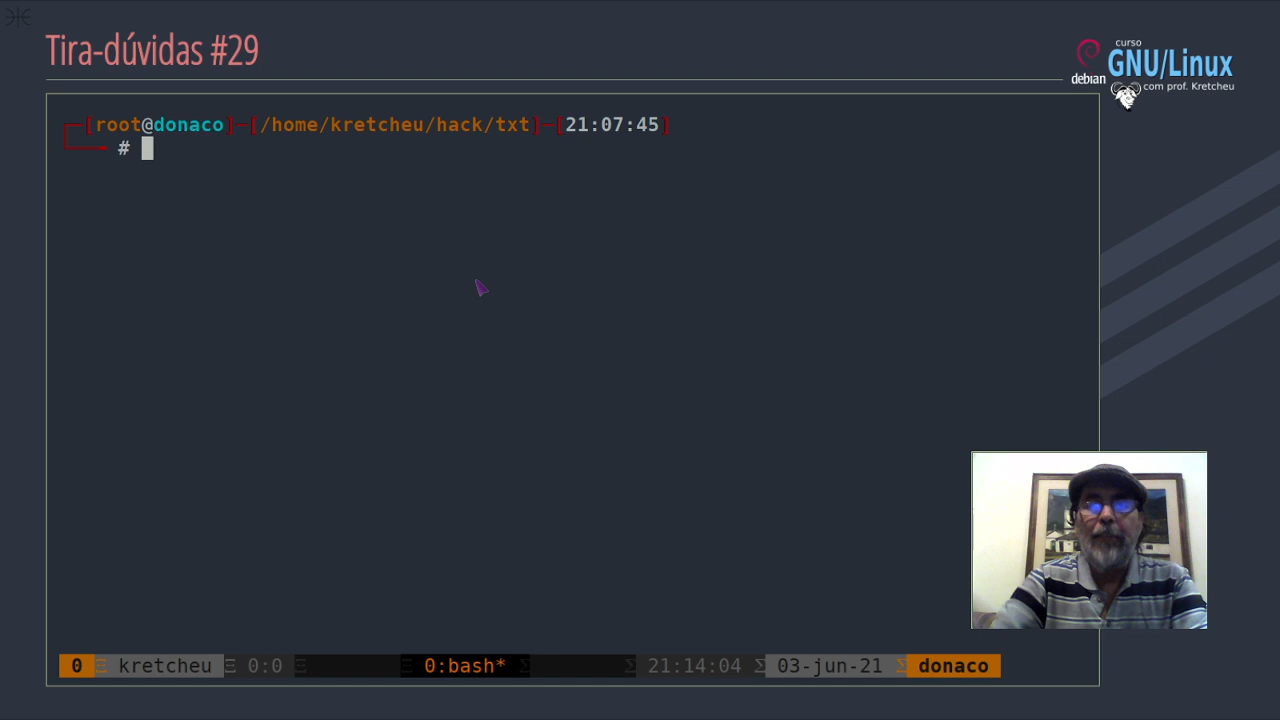 Tira-dúvidas #29
curso
GNU/Linux
debian
com prof. Kretcheu
[root@donaco]-[/home/kretcheu/hack/txt]-[21:07:45]
#
0 Ξ kretcheu Ξ 0:0 Ξ Ξ 0:bash* Σ Σ 21:14:04 Σ 03-jun-21 Σ donaco